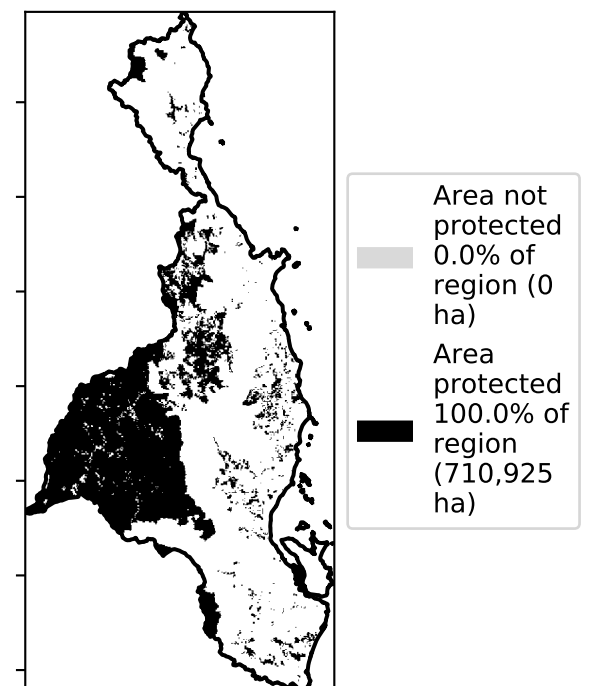 Area not
protected
0.0% of
region (0
ha)
Area
protected
100.0% of
region
(710,925
ha)